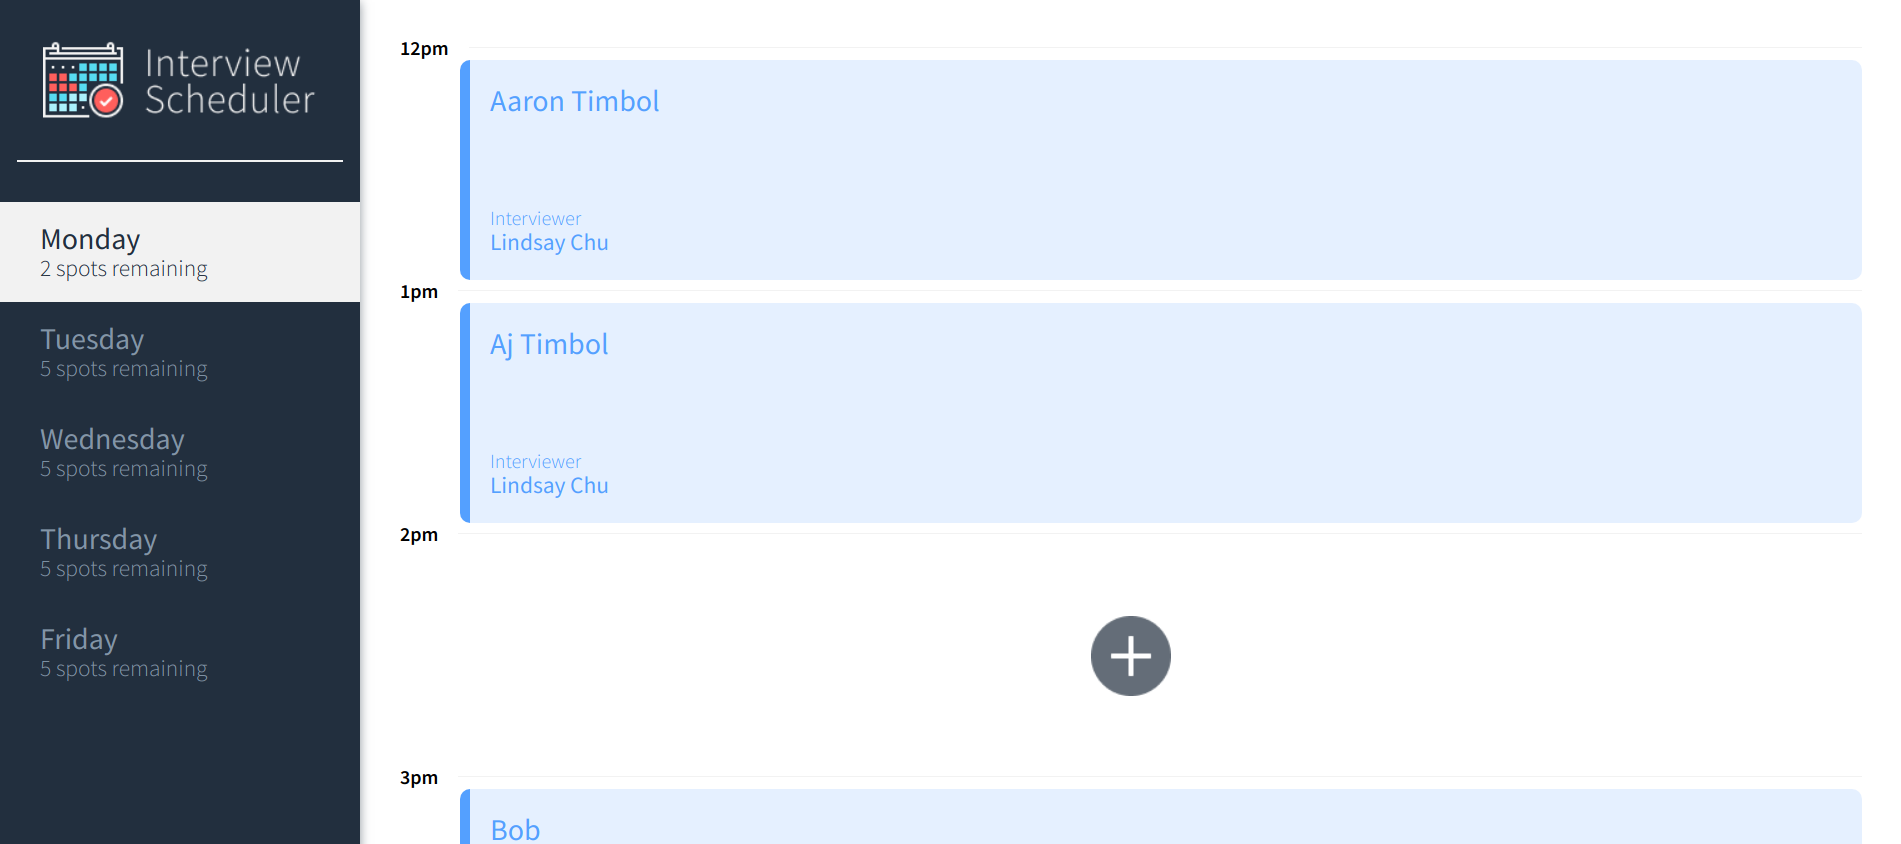 Interview
Scheduler
Monday
2 spots remaining
Tuesday
5 spots remaining
Wednesday
5 spots remaining
Thursday
5 spots remaining
Friday
5 spots remaining
12pm
Aaron Timbol
Interviewer
Lindsay Chu
1pm
Aj Timbol
Interviewer
Lindsay Chu
2pm
3pm
Bob